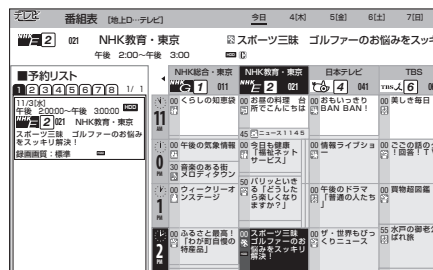 テレビ 番組表 [地上D…テレビ] 今日 4[木] 5[金] 6[土] 7[日]
E2 021 NHK教育・東京 スポーツ三昧 ゴルファーのお悩みをスッキ
午後 2:00～午後 3:00
■予約リスト
1 2 3 4 5 6 7 8 1/ 1
11/3[水]
午後 2:0000～午後 3:0000 HDD
E2 021 NHK教育・東京
スポーツ三昧 ゴルファーのお悩み
をスッキリ解決！
録画画質：標準
NHK総合・東京 NHK教育・東京 日本テレビ TBS
G1 011 E2 021 4 041 TBS 6 0
11 AM
00 くらしの知恵袋
00 お昼の料理 台
所でこんにちは
45 ニュース1145
00 おもいっきり
BAN BAN！
00 美しき毎日
0 PM
00 午後の気象情報
30 音楽のある街
メロディタウン
00 今日も健康
「福祉ネット
サービス」
50 バリッといき
る「どうした
ら楽しくなり
ますか？」
00 情報ライブショ
ー
00 ここの話の
！回答！T
1 PM
00 ウィークリーオ
ンステージ
00 午後のドラマ
「普通の人たち
」
00 買物超図鑑
55 水戸の御老
ばれ旅
2 PM
00 ふるさと最高！
「わが町自慢の
特産品」
00 スポーツ三昧
ゴルファーのお
悩みをスッキリ
解決！
00 ザ・世界もびっ
くりニュース